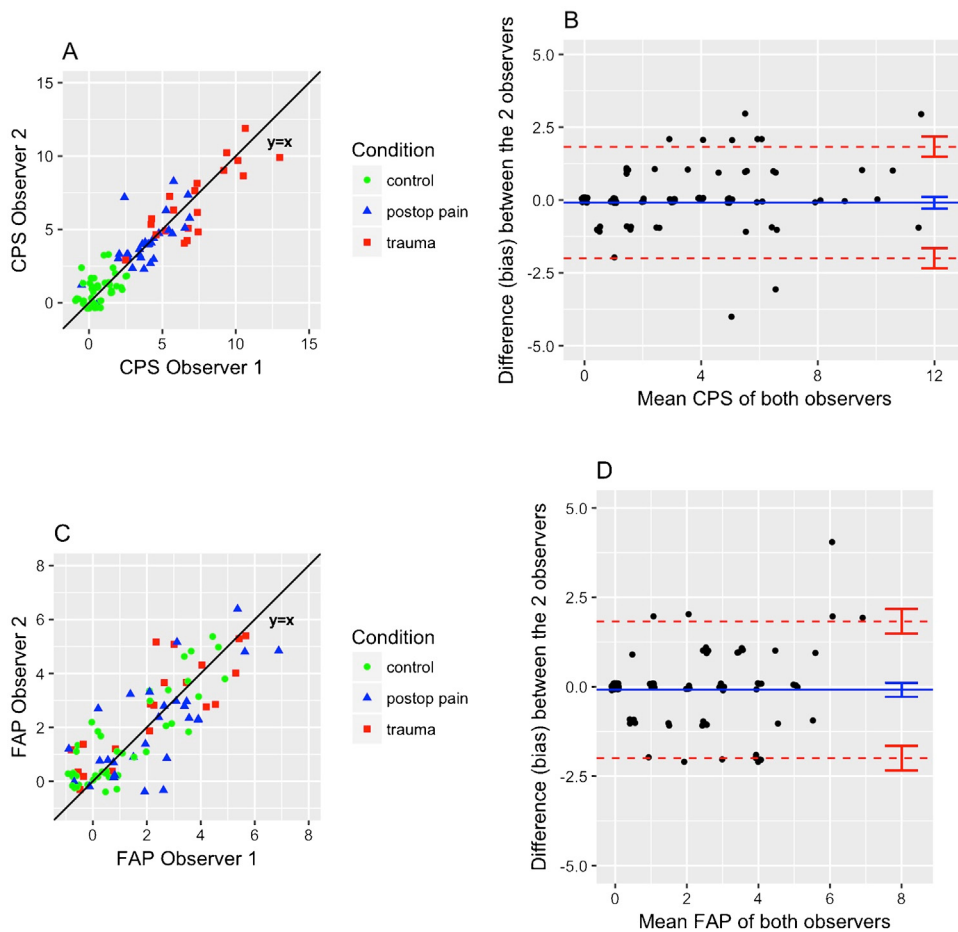 A
CPS Observer 2
15
10
5
0
y=x
0
5
10
15
CPS Observer 1
Condition
control
postop pain
trauma
B
Difference (bias) between the 2 observers
5.0
2.5
0.0
-2.5
-5.0
0
4
8
12
Mean CPS of both observers
C
FAP Observer 2
8
6
4
2
0
y=x
0
2
4
6
8
FAP Observer 1
Condition
control
postop pain
trauma
D
Difference (bias) between the 2 observers
5.0
2.5
0.0
-2.5
-5.0
0
2
4
6
8
Mean FAP of both observers